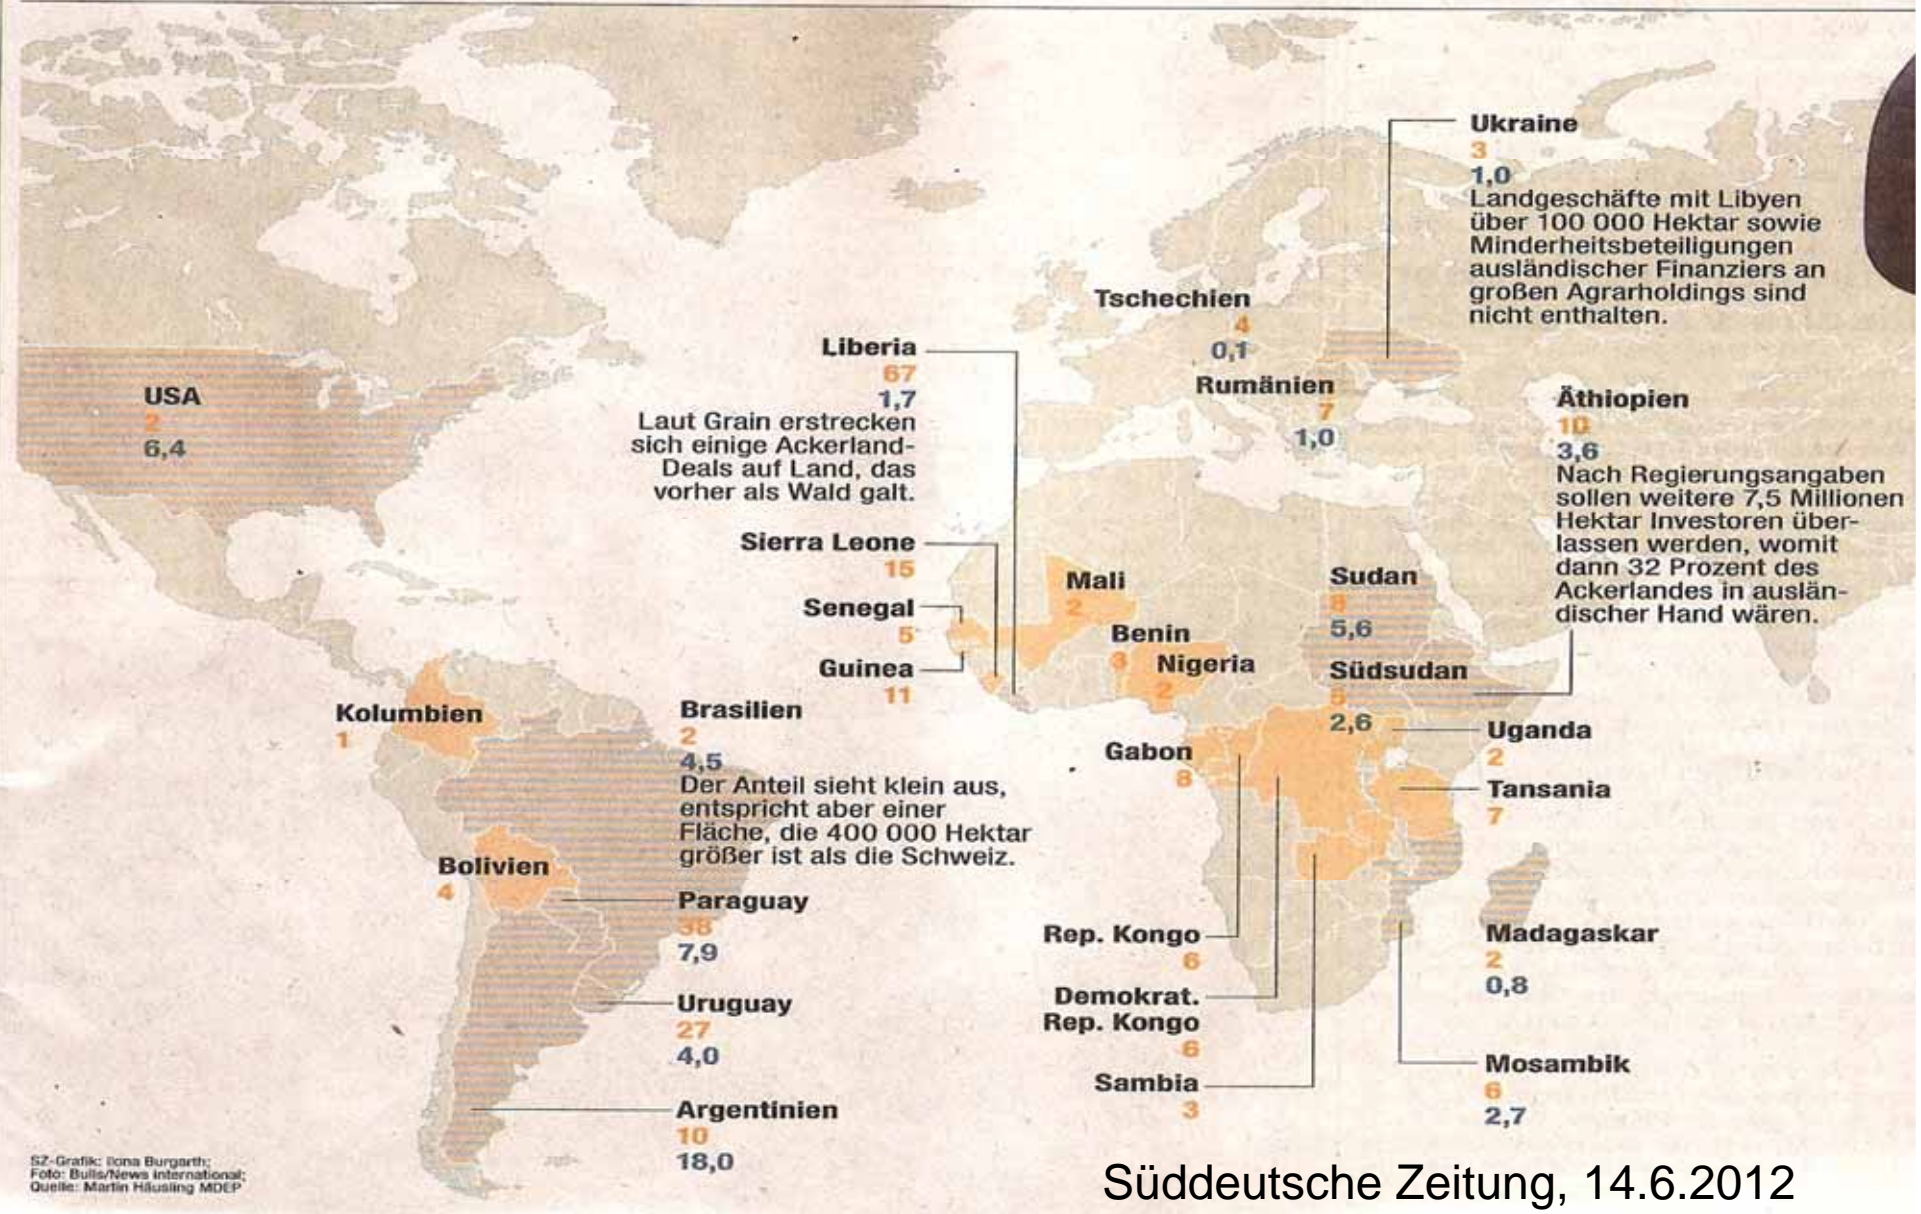 Ukraine
3
1,0
Landgeschäfte mit Libyen
über 100 000 Hektar sowie
Minderheitsbeteiligungen
ausländischer Finanziers an
großen Agrarholdings sind
nicht enthalten.
Tschechien
4
0,1
Rumänien
7
1,0
Liberia
67
1,7
Laut Grain erstrecken
sich einige Ackerland-
Deals auf Land, das
vorher als Wald galt.
USA
2
6,4
Äthiopien
10
3,6
Nach Regierungsangaben
sollen weitere 7,5 Millionen
Hektar Investoren über-
lassen werden, womit
dann 32 Prozent des
Ackerlandes in auslän-
discher Hand wären.
Sierra Leone
15
Senegal
5
Guinea
11
Mali
2
Benin
3
Nigeria
2
Sudan
5,6
Südsudan
2,6
Kolumbien
1
Brasilien
2
4,5
Der Anteil sieht klein aus,
entspricht aber einer
Fläche, die 400 000 Hektar
größer ist als die Schweiz.
Gabon
8
Uganda
2
Tansania
7
Bolivien
4
Paraguay
38
7,9
Uruguay
27
4,0
Argentinien
10
18,0
Rep. Kongo
6
Demokrat.
Rep. Kongo
6
Sambia
3
Madagaskar
2
0,8
Mosambik
6
2,7
SZ-Grafik: Ilona Burgarth;
Foto: Bulls/News International;
Quelle: Martin Häusling MDEP
Süddeutsche Zeitung, 14.6.2012